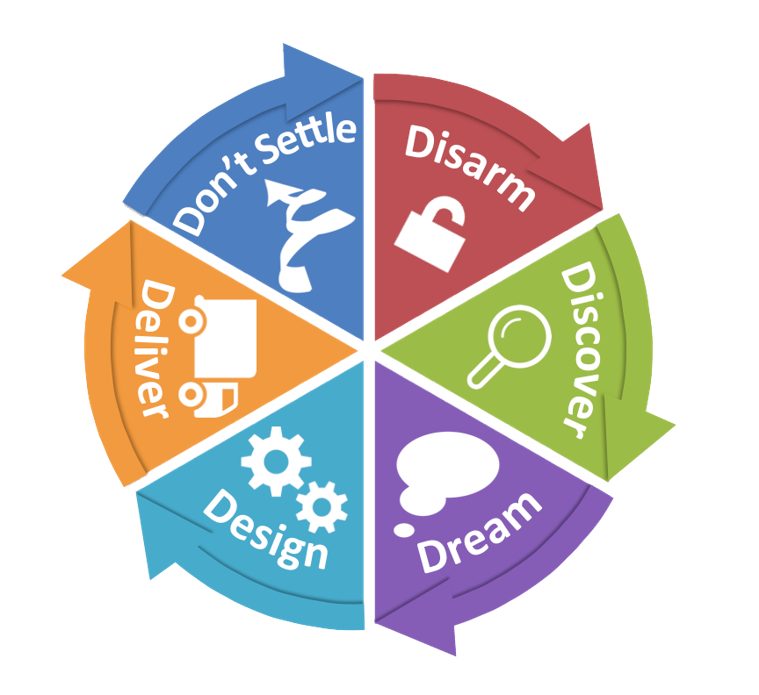 Disarm
Discover
Dream
Design
Deliver
Don't Settle